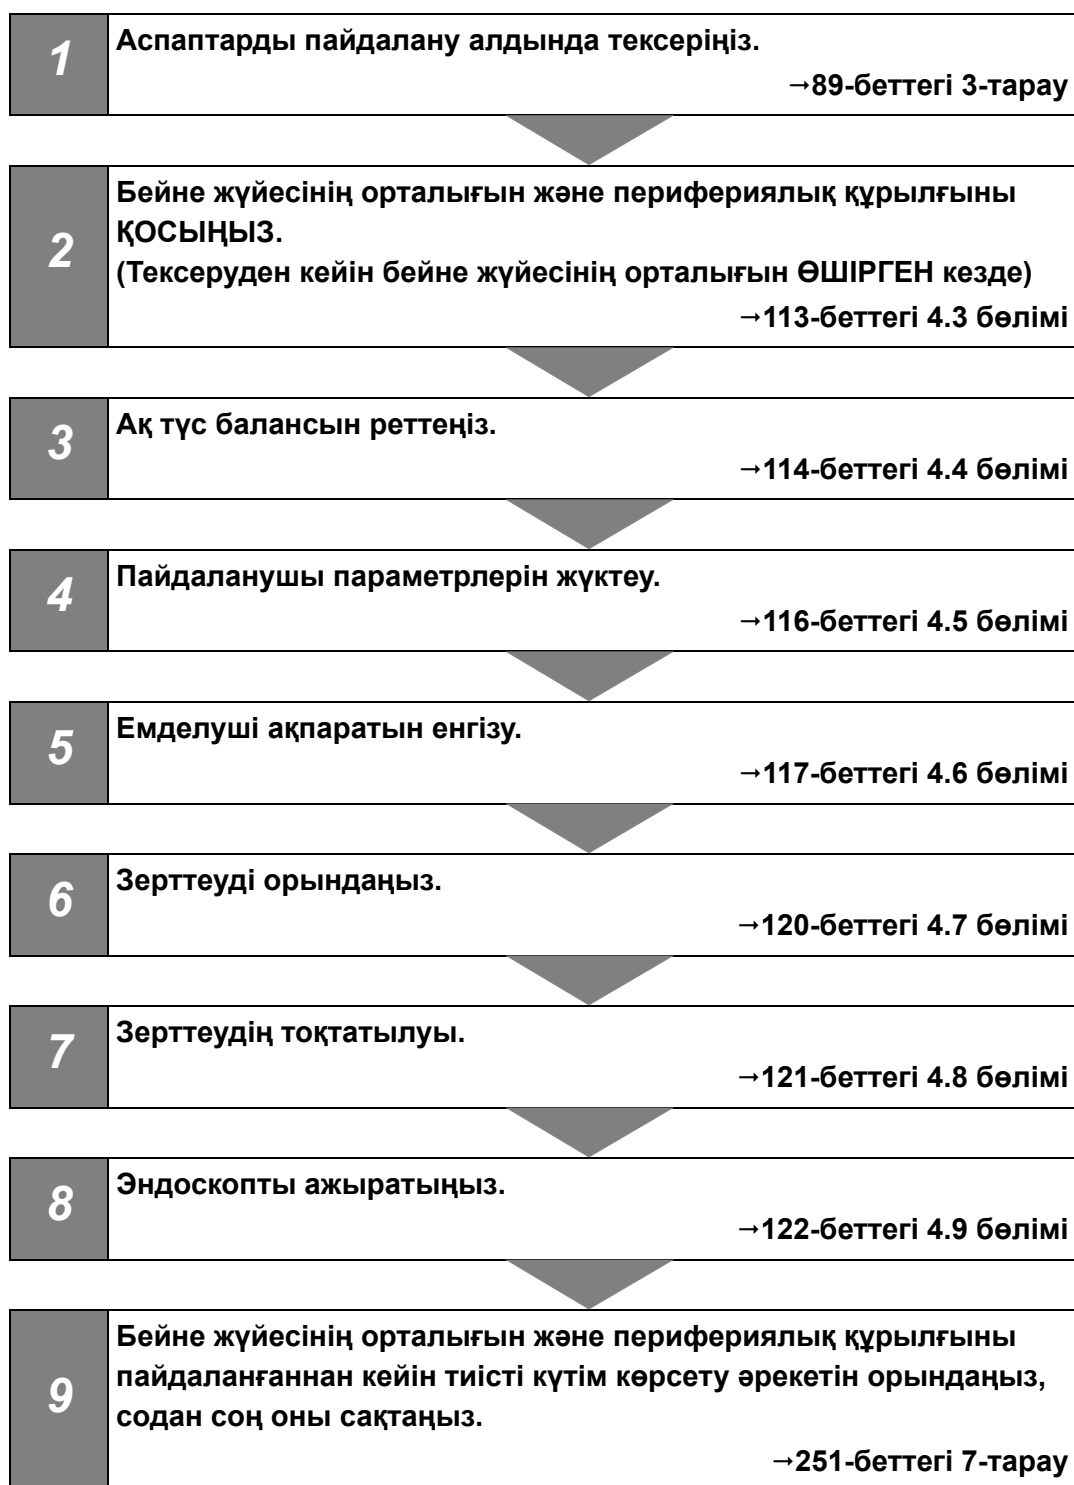 1
Аспаптарды пайдалану алдында тексеріңіз.
→89-беттегі 3-тарау
2
Бейне жүйесінің орталығын және перифериялық құрылғыны
ҚОСЫҢЫЗ.
(Тексеруден кейін бейне жүйесінің орталығын ӨШІРГЕН кезде)
→113-беттегі 4.3 бөлімі
3
Ақ түс балансын реттеңіз.
→114-беттегі 4.4 бөлімі
4
Пайдаланушы параметрлерін жүктеу.
→116-беттегі 4.5 бөлімі
5
Емделуші ақпаратын енгізу.
→117-беттегі 4.6 бөлімі
6
Зерттеуді орындаңыз.
→120-беттегі 4.7 бөлімі
7
Зерттеудің тоқтатылуы.
→121-беттегі 4.8 бөлімі
8
Эндоскопты ажыратыңыз.
→122-беттегі 4.9 бөлімі
9
Бейне жүйесінің орталығын және перифериялық құрылғыны
пайдаланғаннан кейін тиісті күтім көрсету әрекетін орындаңыз,
содан соң оны сақтаңыз.
→251-беттегі 7-тарау